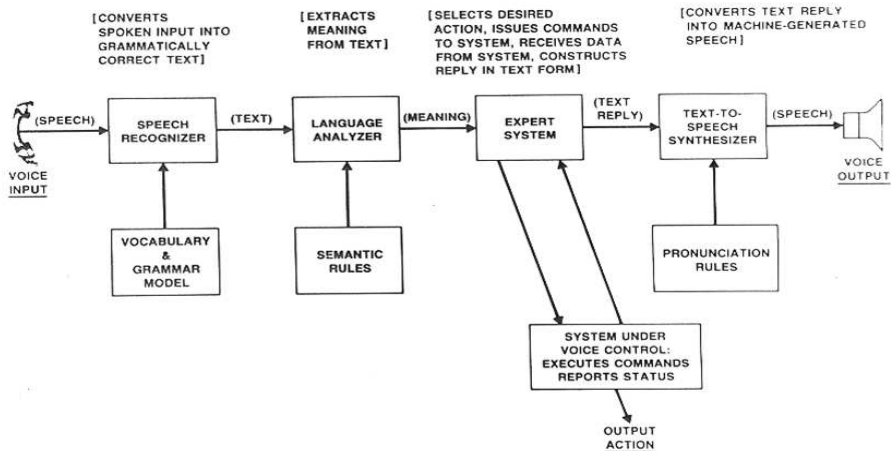 [CONVERTS
SPOKEN INPUT INTO
GRAMMATICALLY
CORRECT TEXT]
[EXTRACTS
MEANING
FROM TEXT]
[SELECTS DESIRED
ACTION, ISSUES COMMANDS
TO SYSTEM, RECEIVES DATA
FROM SYSTEM, CONSTRUCTS
REPLY IN TEXT FORM]
[CONVERTS TEXT REPLY
INTO MACHINE-GENERATED
SPEECH]
VOICE
INPUT
(SPEECH)
SPEECH
RECOGNIZER
(TEXT)
LANGUAGE
ANALYZER
(MEANING)
EXPERT
SYSTEM
(TEXT
REPLY)
TEXT-TO-
SPEECH
SYNTHESIZER
(SPEECH)
VOICE
OUTPUT
VOCABULARY
&
GRAMMAR
MODEL
SEMANTIC
RULES
PRONUNCIATION
RULES
SYSTEM UNDER
VOICE CONTROL:
EXECUTES COMMANDS
REPORTS STATUS
OUTPUT
ACTION